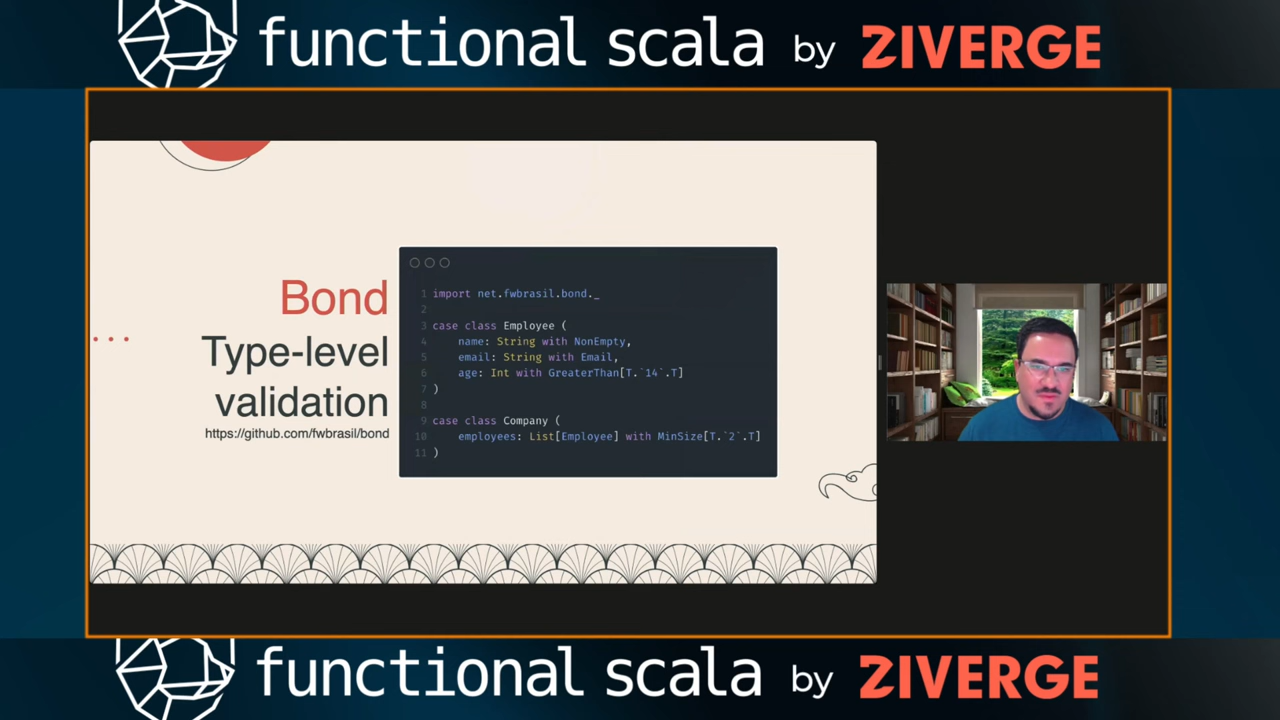 functional scala by ZIVERGE
Bond
Type-level
validation
https://github.com/fwbrasil/bond
1 import net.fwbrasil.bond._
2
3 case class Employee (
4 name: String with NonEmpty,
5 email: String with Email,
6 age: Int with GreaterThan[T.`14`.T]
7 )
8
9 case class Company (
10 employees: List[Employee] with MinSize[T.`2`.T]
11 )
functional scala by ZIVERGE